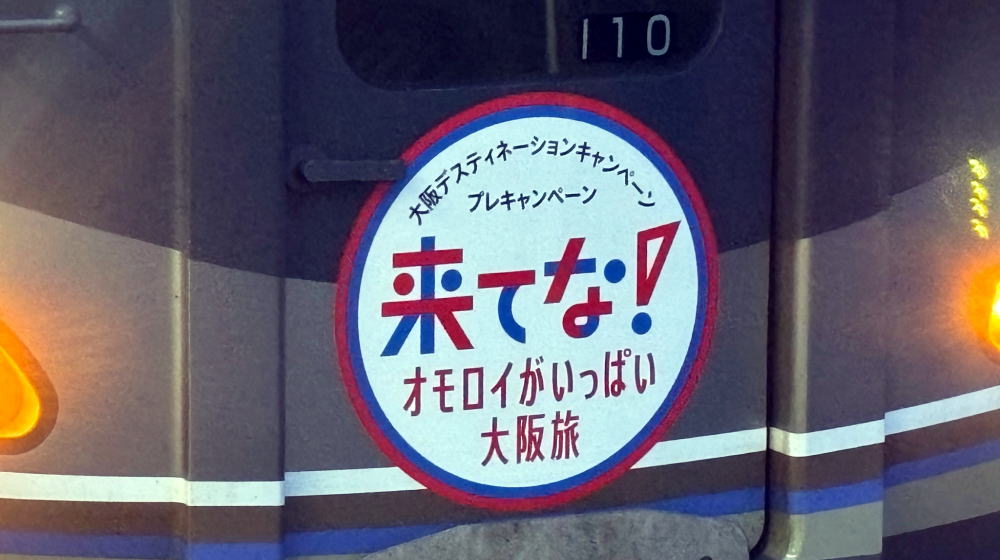 110
大阪デスティネーションキャンペーン
プレキャンペーン
来てな!
オモロイがいっぱい
大阪旅